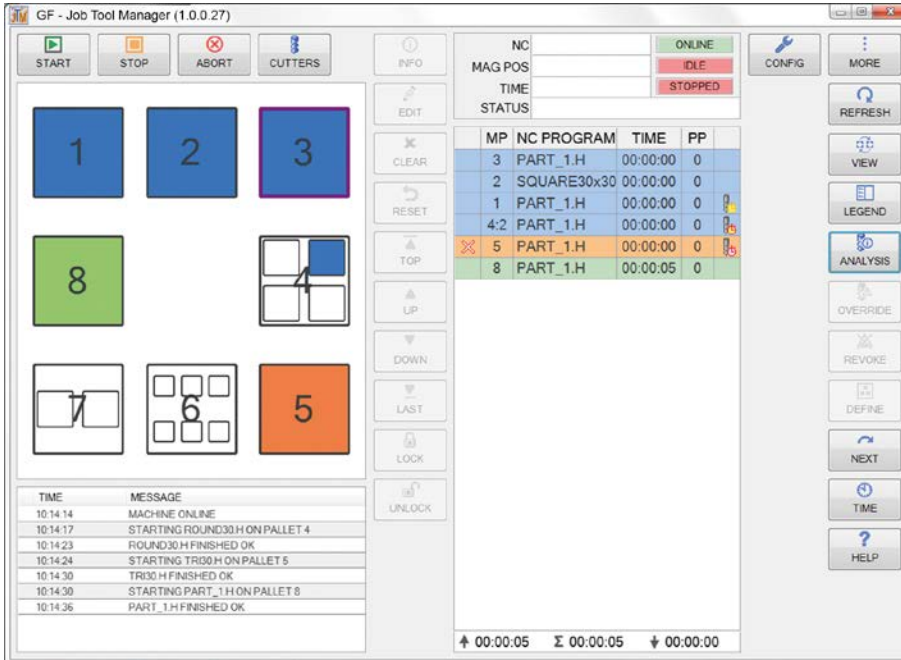 GF - Job Tool Manager (1.0.0.27)
START
STOP
ABORT
CUTTERS
1
2
3
8
4
7
6
5
TIME MESSAGE
10:14:14 MACHINE ONLINE
10:14:17 STARTING ROUND30.H ON PALLET 4
10:14:23 ROUND30.H FINISHED OK
10:14:24 STARTING TRI30.H ON PALLET 5
10:14:30 TRI30.H FINISHED OK
10:14:30 STARTING PART_1.H ON PALLET 8
10:14:36 PART_1.H FINISHED OK
INFO
EDIT
CLEAR
RESET
TOP
UP
DOWN
LAST
LOCK
UNLOCK
NC ONLINE
MAG POS IDLE
TIME STOPPED
STATUS
MP NC PROGRAM TIME PP
3 PART_1.H 00:00:00 0
2 SQUARE30x30 00:00:00 0
1 PART_1.H 00:00:00 0
4:2 PART_1.H 00:00:00 0
5 PART_1.H 00:00:00 0
8 PART_1.H 00:00:05 0
00:00:05 Σ 00:00:05 00:00:00
CONFIG
MORE
REFRESH
VIEW
LEGEND
ANALYSIS
OVERRIDE
REVOKE
DEFINE
NEXT
TIME
HELP